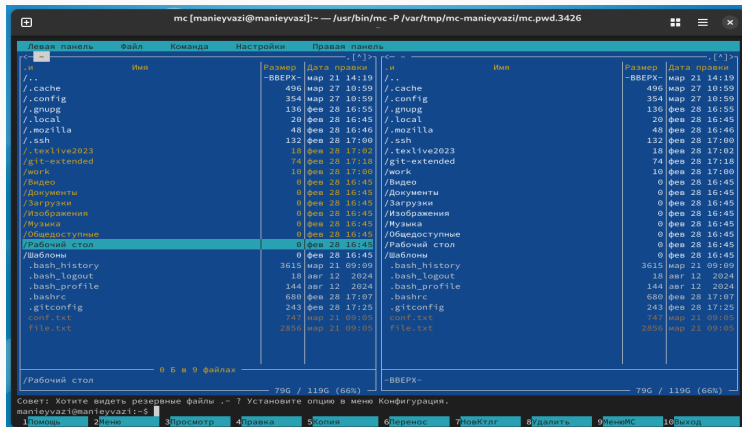 mc [manieyvazi@manieyvazi]:~ — /usr/bin/mc -P /var/tmp/mc-manieyvazi/mc.pwd.3426
Левая панель Файл Команда Настройки Правая панель
<— ~ —.[^]>
.и Имя Размер Дата правки
/.. -ВВЕРХ- мар 21 14:19
/.cache 496 мар 27 10:59
/.config 354 мар 27 10:59
/.gnupg 136 фев 28 16:55
/.local 20 фев 28 16:45
/.mozilla 48 фев 28 16:46
/.ssh 132 фев 28 17:00
/.texlive2023 18 фев 28 17:02
/git-extended 74 фев 28 17:18
/work 10 фев 28 17:00
/Видео 0 фев 28 16:45
/Документы 0 фев 28 16:45
/Загрузки 0 фев 28 16:45
/Изображения 0 фев 28 16:45
/Музыка 0 фев 28 16:45
/Общедоступные 0 фев 28 16:45
/Рабочий стол 0 фев 28 16:45
/Шаблоны 0 фев 28 16:45
.bash_history 3615 мар 21 09:09
.bash_logout 18 авг 12 2024
.bash_profile 144 авг 12 2024
.bashrc 680 фев 28 17:07
.gitconfig 243 фев 28 17:25
conf.txt 747 мар 21 09:05
file.txt 2856 мар 21 09:05
0 Б в 9 файлах
/Рабочий стол
79G / 119G (66%)
<— ~ —.[^]>
.и Имя Размер Дата правки
/.. -ВВЕРХ- мар 21 14:19
/.cache 496 мар 27 10:59
/.config 354 мар 27 10:59
/.gnupg 136 фев 28 16:55
/.local 20 фев 28 16:45
/.mozilla 48 фев 28 16:46
/.ssh 132 фев 28 17:00
/.texlive2023 18 фев 28 17:02
/git-extended 74 фев 28 17:18
/work 10 фев 28 17:00
/Видео 0 фев 28 16:45
/Документы 0 фев 28 16:45
/Загрузки 0 фев 28 16:45
/Изображения 0 фев 28 16:45
/Музыка 0 фев 28 16:45
/Общедоступные 0 фев 28 16:45
/Рабочий стол 0 фев 28 16:45
/Шаблоны 0 фев 28 16:45
.bash_history 3615 мар 21 09:09
.bash_logout 18 авг 12 2024
.bash_profile 144 авг 12 2024
.bashrc 680 фев 28 17:07
.gitconfig 243 фев 28 17:25
conf.txt 747 мар 21 09:05
file.txt 2856 мар 21 09:05
-ВВЕРХ-
79G / 119G (66%)
Совет: Хотите видеть резервные файлы .~ ? Установите опцию в меню Конфигурация.
manieyvazi@manieyvazi:~$
1Помощь 2Меню 3Просмотр 4Правка 5Копия 6Перенос 7НовКтлг 8Удалить 9МенюMC 10Выход